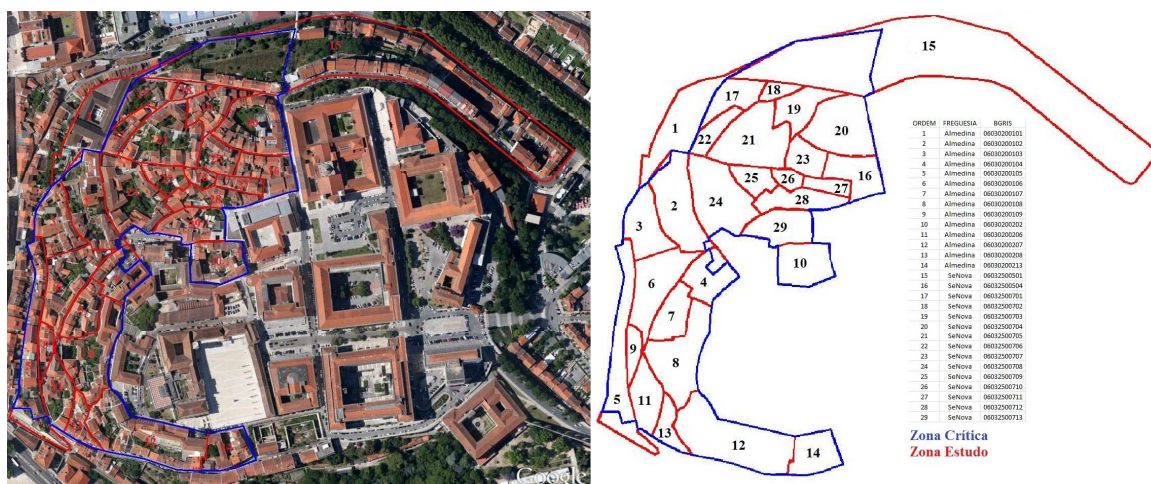 15
Google
15
18
17
19
1
20
22
21
23
16
25
26
27
2
24
28
3
29
10
6
4
7
9
8
5
11
13
12
14
ORDEM FREGUESIA BGRIS
1 Almedina 06030200101
2 Almedina 06030200102
3 Almedina 06030200103
4 Almedina 06030200104
5 Almedina 06030200105
6 Almedina 06030200106
7 Almedina 06030200107
8 Almedina 06030200108
9 Almedina 06030200109
10 Almedina 06030200202
11 Almedina 06030200206
12 Almedina 06030200207
13 Almedina 06030200208
14 Almedina 06030200213
15 SeNova 06032500501
16 SeNova 06032500504
17 SeNova 06032500701
18 SeNova 06032500702
19 SeNova 06032500703
20 SeNova 06032500704
21 SeNova 06032500705
22 SeNova 06032500706
23 SeNova 06032500707
24 SeNova 06032500708
25 SeNova 06032500709
26 SeNova 06032500710
27 SeNova 06032500711
28 SeNova 06032500712
29 SeNova 06032500713
Zona Crítica
Zona Estudo